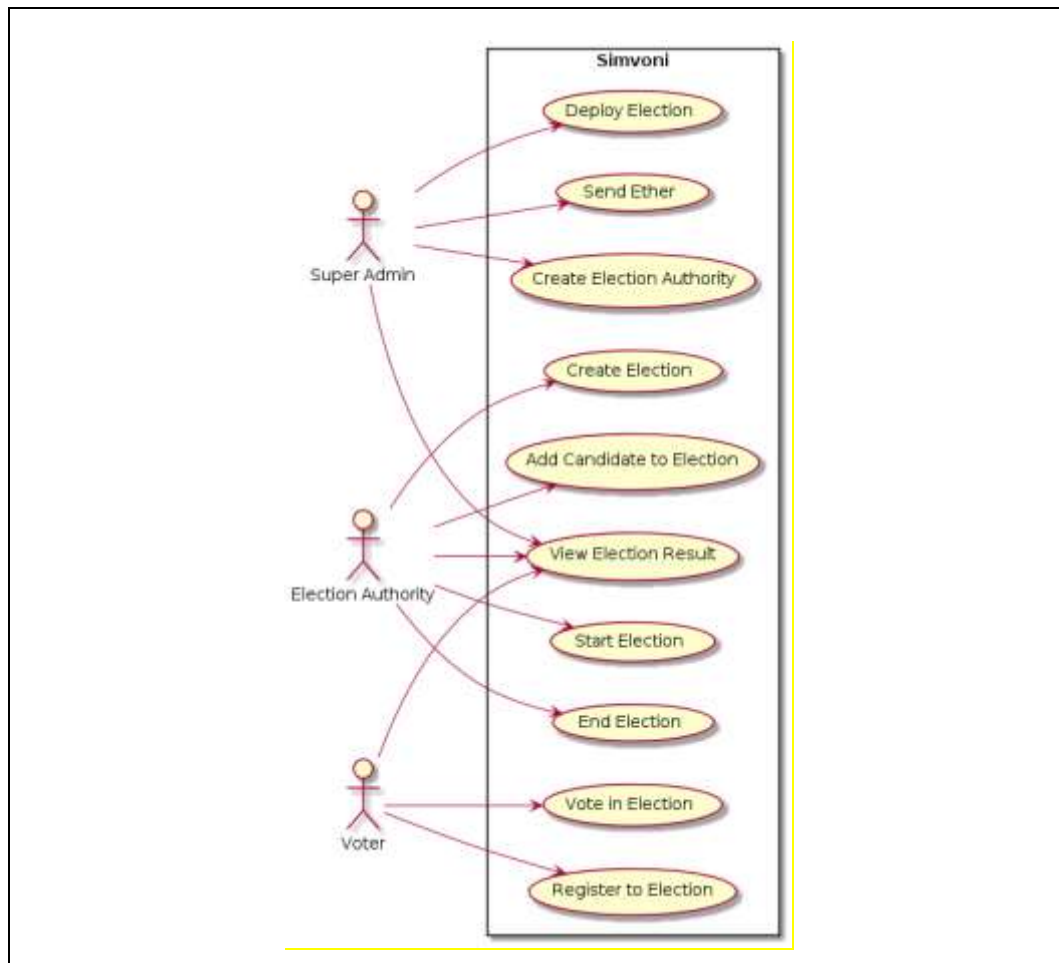 Simvoni
Deploy Election
Send Ether
Super Admin
Create Election Authority
Create Election
Add Candidate to Election
View Election Result
Election Authority
Start Election
End Election
Vote in Election
Voter
Register to Election